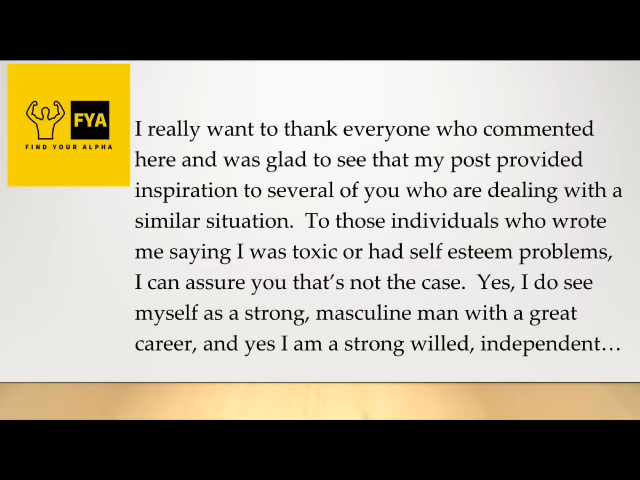 FYA
FIND YOUR ALPHA
I really want to thank everyone who commented
here and was glad to see that my post provided
inspiration to several of you who are dealing with a
similar situation.  To those individuals who wrote
me saying I was toxic or had self esteem problems,
I can assure you that’s not the case.  Yes, I do see
myself as a strong, masculine man with a great
career, and yes I am a strong willed, independent…